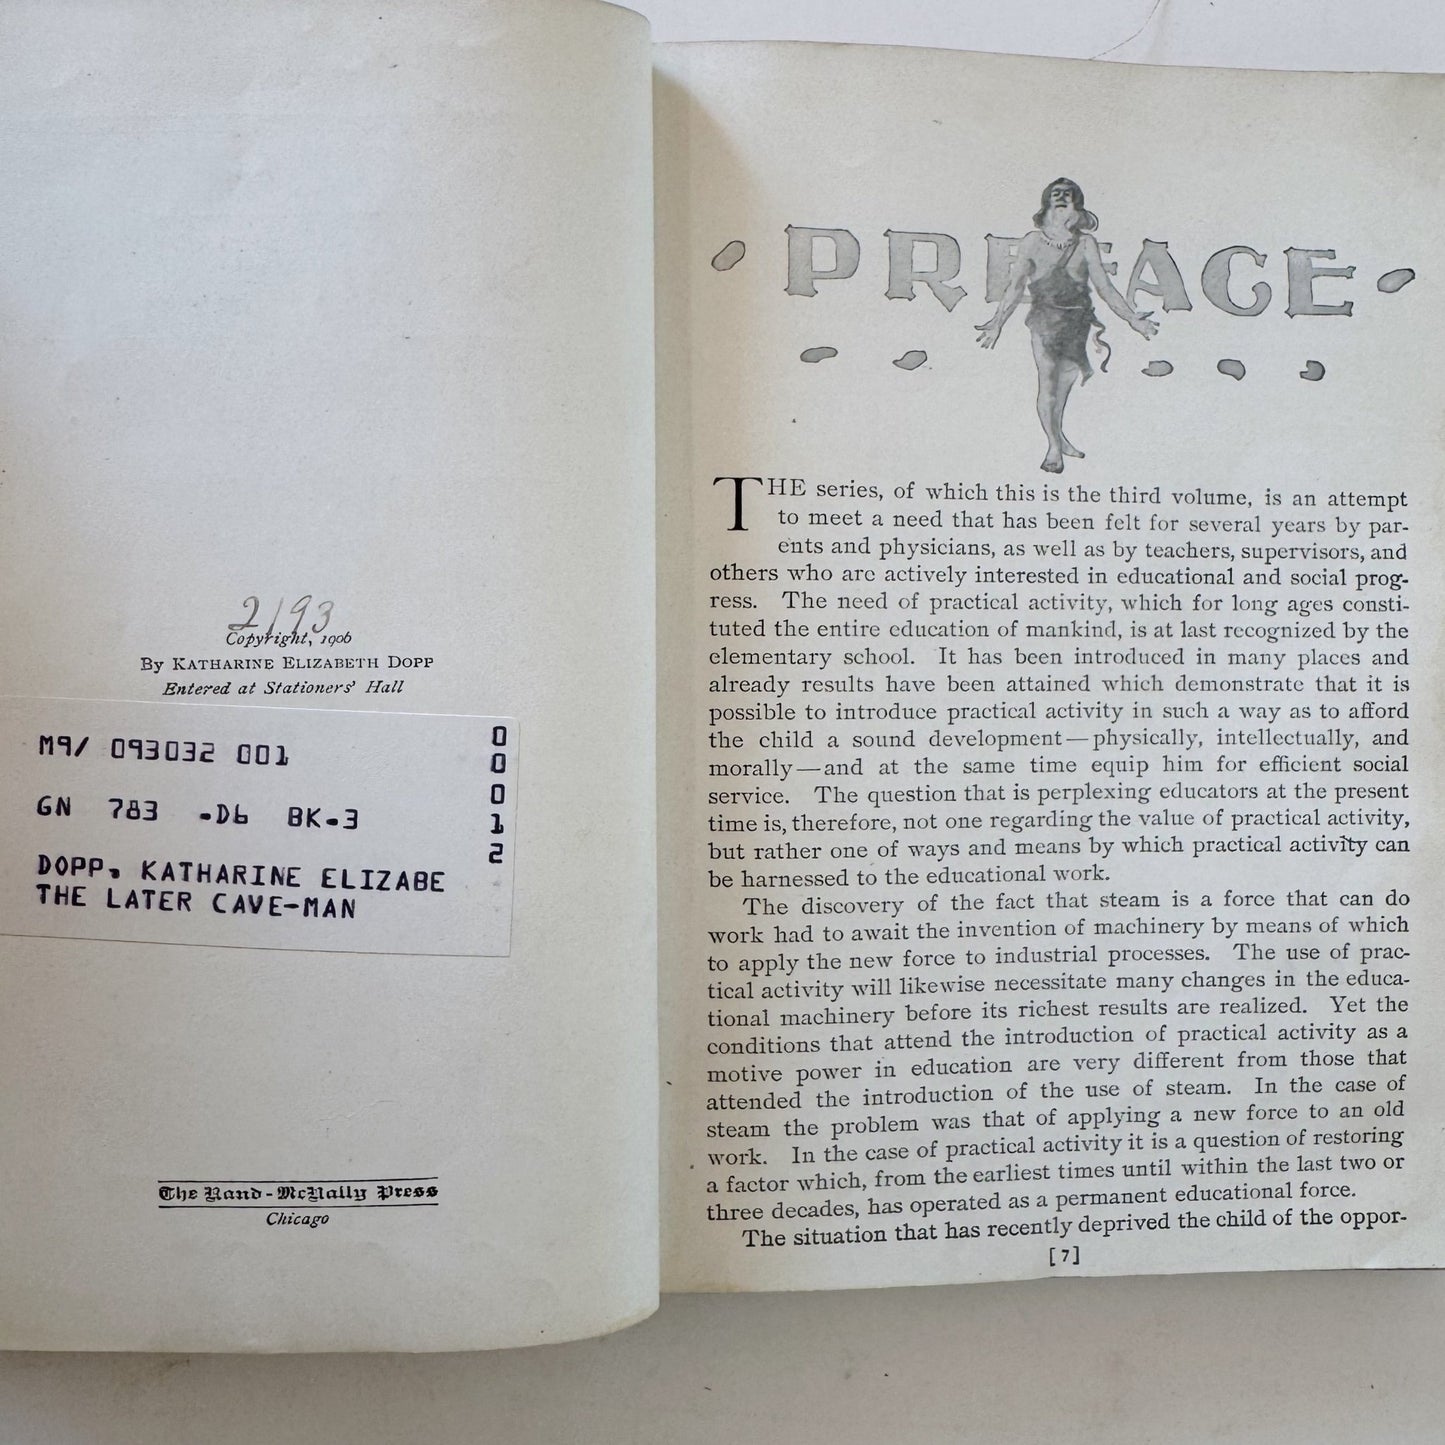 2193
Copyright, 1906
By KATHARINE ELIZABETH DOPP
Entered at Stationers' Hall
M9/ 093032 001
GN 783 .D6 BK.3
DOPP, KATHARINE ELIZABE
THE LATER CAVE-MAN
0
0
0
1
2
The Rand-McNally Press
Chicago
PREFACE
THE series, of which this is the third volume, is an attempt
to meet a need that has been felt for several years by par-
ents and physicians, as well as by teachers, supervisors, and
others who are actively interested in educational and social prog-
ress. The need of practical activity, which for long ages consti-
tuted the entire education of mankind, is at last recognized by the
elementary school. It has been introduced in many places and
already results have been attained which demonstrate that it is
possible to introduce practical activity in such a way as to afford
the child a sound development—physically, intellectually, and
morally—and at the same time equip him for efficient social
service. The question that is perplexing educators at the present
time is, therefore, not one regarding the value of practical activity,
but rather one of ways and means by which practical activity can
be harnessed to the educational work.
The discovery of the fact that steam is a force that can do
work had to await the invention of machinery by means of which
to apply the new force to industrial processes. The use of prac-
tical activity will likewise necessitate many changes in the educa-
tional machinery before its richest results are realized. Yet the
conditions that attend the introduction of practical activity as a
motive power in education are very different from those that
attended the introduction of the use of steam. In the case of
steam the problem was that of applying a new force to an old
work. In the case of practical activity it is a question of restoring
a factor which, from the earliest times until within the last two or
three decades, has operated as a permanent educational force.
The situation that has recently deprived the child of the oppor-
[7]